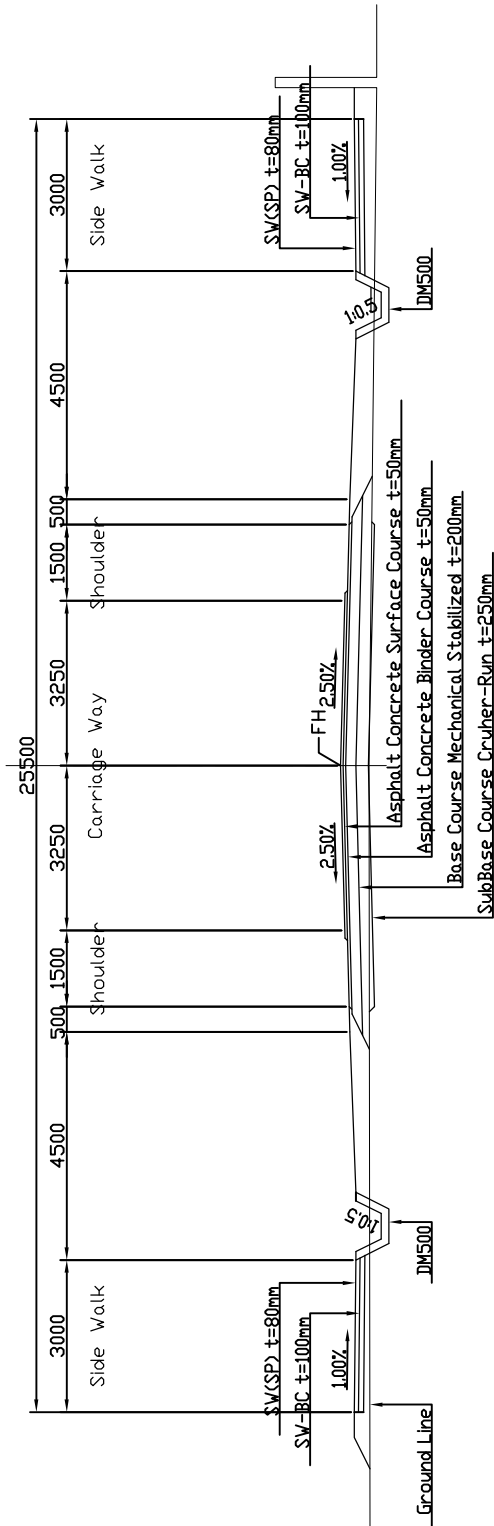 25500
3000
4500
500
1500
3250
3250
1500
500
4500
3000
Side Walk
Shoulder
Carriage Way
Shoulder
Side Walk
SW(SP) t=80mm
SW-BC t=100mm
1.00%
1:0.5
DM500
Ground Line
2.50%
FH
2.50%
Asphalt Concrete Surface Course t=50mm
Asphalt Concrete Binder Course t=50mm
Base Course Mechanical Stabilized t=200mm
SubBase Course Cruher-Run t=250mm
SW(SP) t=80mm
SW-BC t=100mm
1.00%
1:0.5
DM500